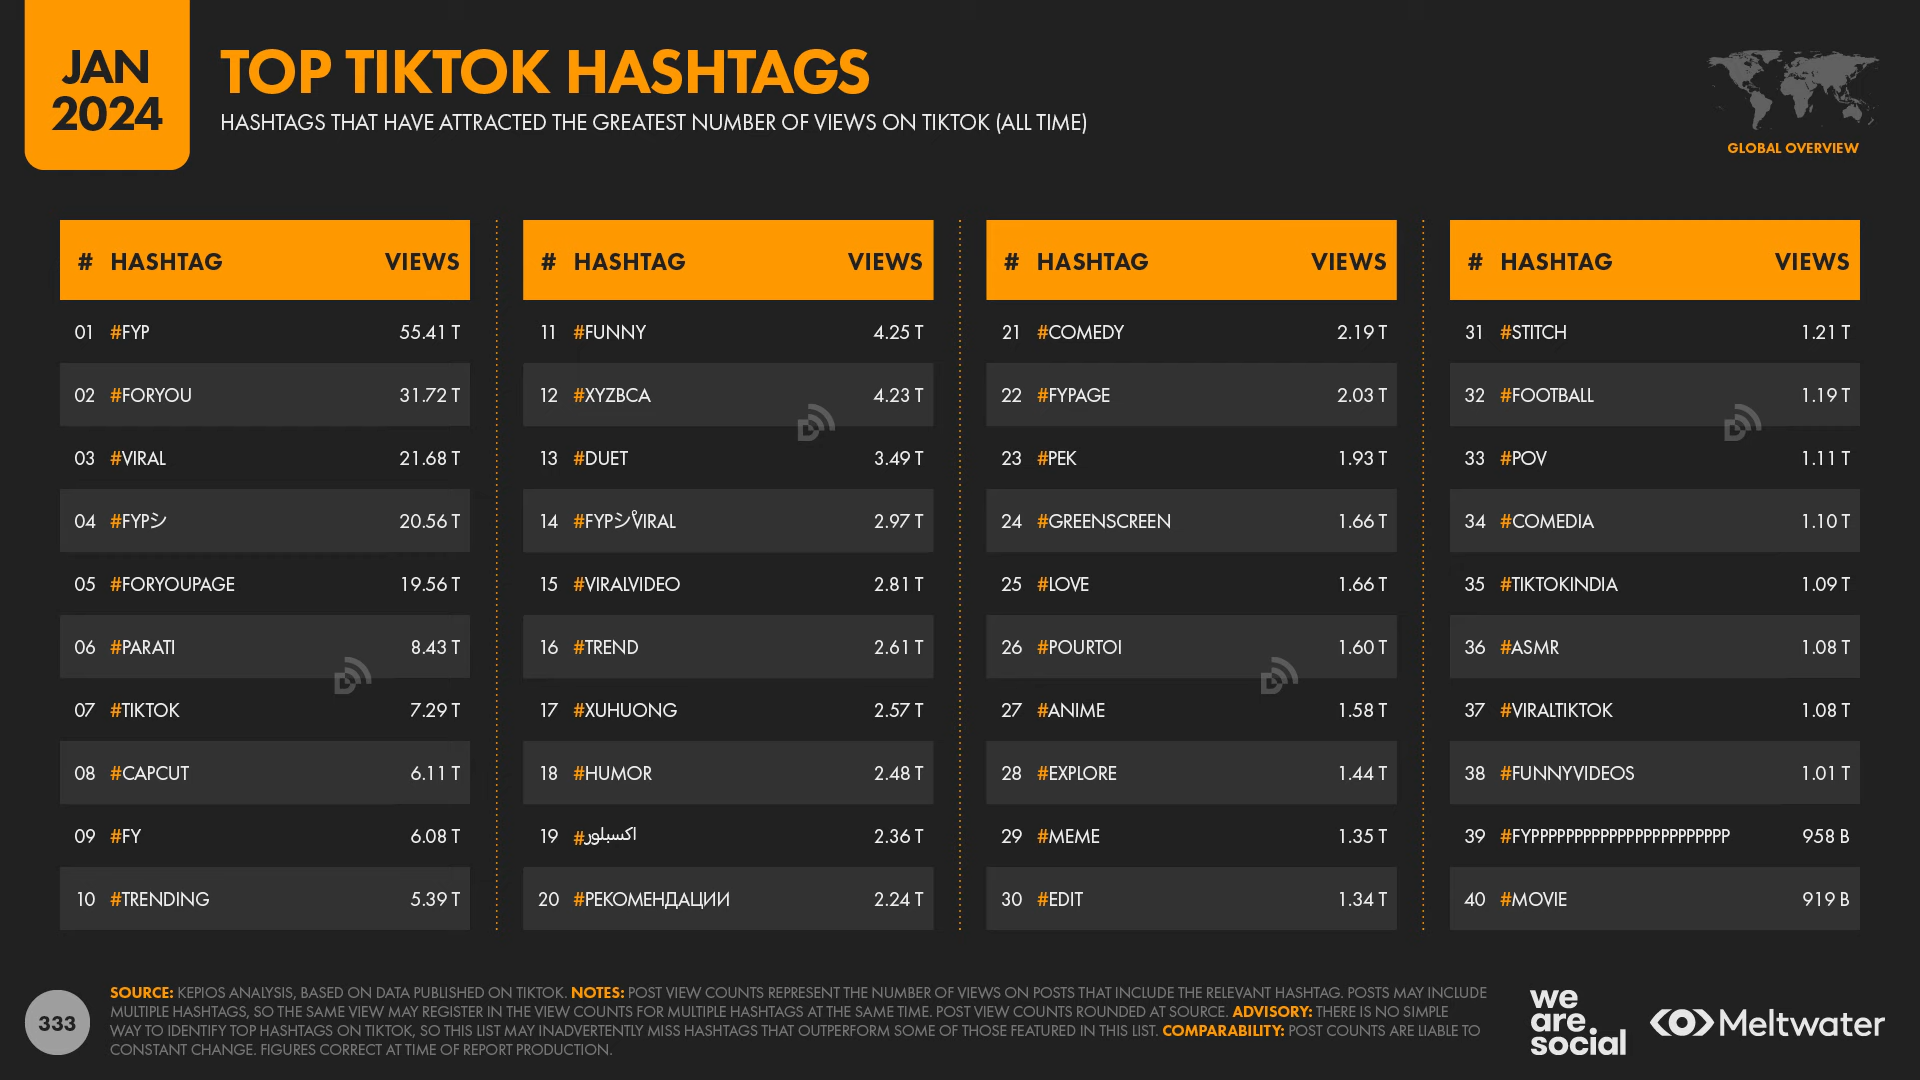 JAN
2024
TOP TIKTOK HASHTAGS
HASHTAGS THAT HAVE ATTRACTED THE GREATEST NUMBER OF VIEWS ON TIKTOK (ALL TIME)
GLOBAL OVERVIEW
# HASHTAG VIEWS
01 #FYP 55.41 T
02 #FORYOU 31.72 T
03 #VIRAL 21.68 T
04 #FYPシ 20.56 T
05 #FORYOUPAGE 19.56 T
06 #PARATI 8.43 T
07 #TIKTOK 7.29 T
08 #CAPCUT 6.11 T
09 #FY 6.08 T
10 #TRENDING 5.39 T
# HASHTAG VIEWS
11 #FUNNY 4.25 T
12 #XYZBCA 4.23 T
13 #DUET 3.49 T
14 #FYPシ゚VIRAL 2.97 T
15 #VIRALVIDEO 2.81 T
16 #TREND 2.61 T
17 #XUHUONG 2.57 T
18 #HUMOR 2.48 T
19 #اكسبلور 2.36 T
20 #РЕКОМЕНДАЦИИ 2.24 T
# HASHTAG VIEWS
21 #COMEDY 2.19 T
22 #FYPAGE 2.03 T
23 #PEK 1.93 T
24 #GREENSCREEN 1.66 T
25 #LOVE 1.66 T
26 #POURTOI 1.60 T
27 #ANIME 1.58 T
28 #EXPLORE 1.44 T
29 #MEME 1.35 T
30 #EDIT 1.34 T
# HASHTAG VIEWS
31 #STITCH 1.21 T
32 #FOOTBALL 1.19 T
33 #POV 1.11 T
34 #COMEDIA 1.10 T
35 #TIKTOKINDIA 1.09 T
36 #ASMR 1.08 T
37 #VIRALTIKTOK 1.08 T
38 #FUNNYVIDEOS 1.01 T
39 #FYPPPPPPPPPPPPPPPPPPPPPPP 958 B
40 #MOVIE 919 B
333
SOURCE: KEPIOS ANALYSIS, BASED ON DATA PUBLISHED ON TIKTOK. NOTES: POST VIEW COUNTS REPRESENT THE NUMBER OF VIEWS ON POSTS THAT INCLUDE THE RELEVANT HASHTAG. POSTS MAY INCLUDE
MULTIPLE HASHTAGS, SO THE SAME VIEW MAY REGISTER IN THE VIEW COUNTS FOR MULTIPLE HASHTAGS AT THE SAME TIME. POST VIEW COUNTS ROUNDED AT SOURCE. ADVISORY: THERE IS NO SIMPLE
WAY TO IDENTIFY TOP HASHTAGS ON TIKTOK, SO THIS LIST MAY INADVERTENTLY MISS HASHTAGS THAT OUTPERFORM SOME OF THOSE FEATURED IN THIS LIST. COMPARABILITY: POST COUNTS ARE LIABLE TO
CONSTANT CHANGE. FIGURES CORRECT AT TIME OF REPORT PRODUCTION.
we
are
social
Meltwater